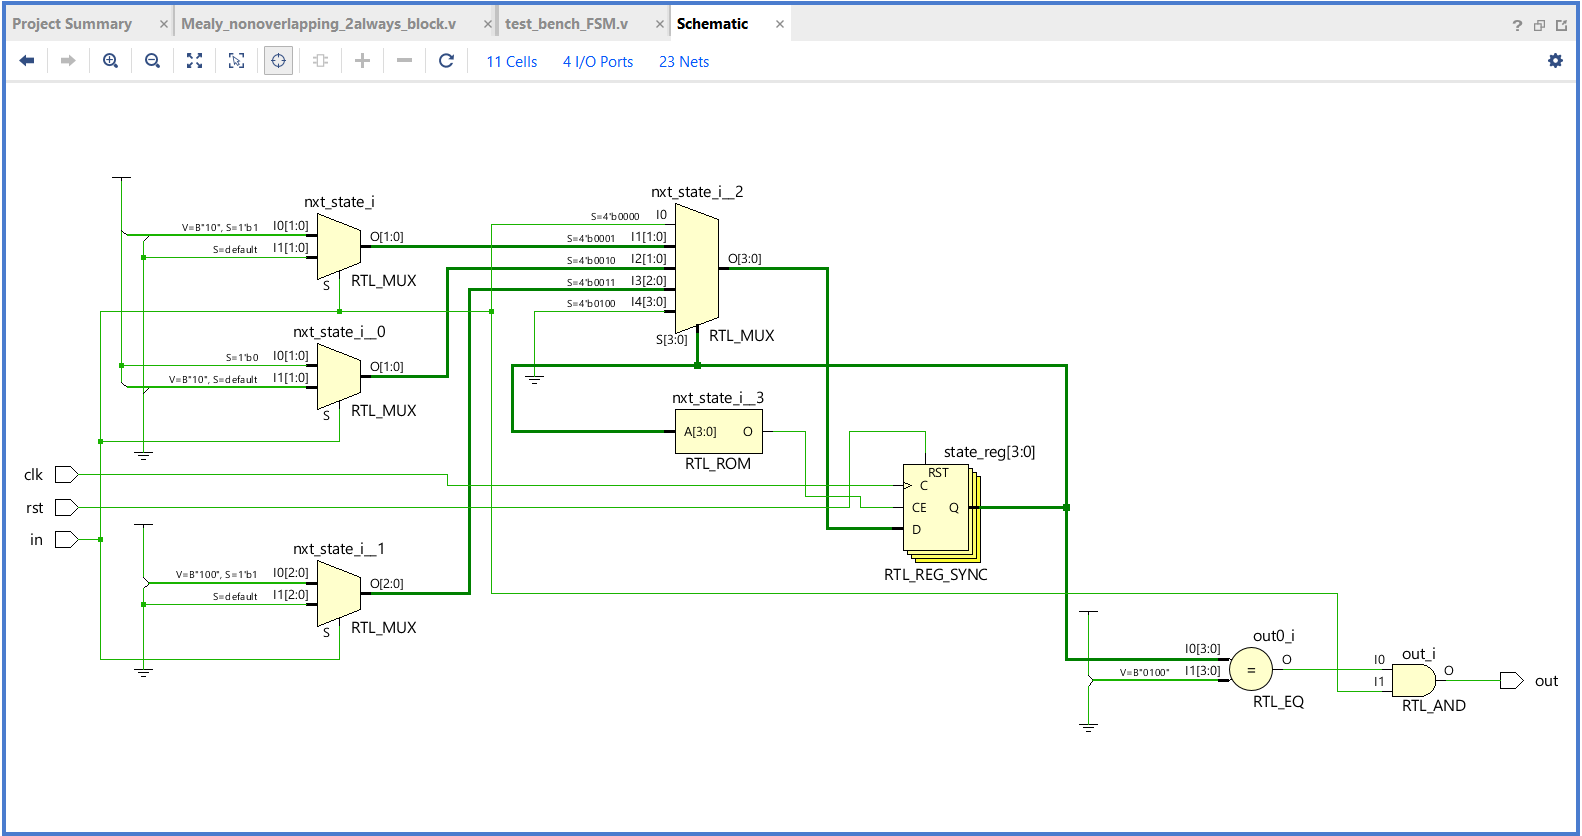 Project Summary × Mealy_nonoverlapping_2always_block.v × test_bench_FSM.v × Schematic ×
?
11 Cells 4 I/O Ports 23 Nets
nxt_state_i
V=B"10", S=1'b1 I0[1:0]
S=default I1[1:0]
O[1:0]
S
RTL_MUX
nxt_state_i__2
S=4'b0000 I0
S=4'b0001 I1[1:0]
S=4'b0010 I2[1:0]
S=4'b0011 I3[2:0]
S=4'b0100 I4[3:0]
O[3:0]
S[3:0]
RTL_MUX
nxt_state_i__0
S=1'b0 I0[1:0]
V=B"10", S=default I1[1:0]
O[1:0]
S
RTL_MUX
nxt_state_i__3
A[3:0] O
RTL_ROM
clk
rst
in
state_reg[3:0]
RST
C
CE Q
D
RTL_REG_SYNC
nxt_state_i__1
V=B"100", S=1'b1 I0[2:0]
S=default I1[2:0]
O[2:0]
S
RTL_MUX
out0_i
I0[3:0]
V=B"0100" I1[3:0]
=
O
RTL_EQ
out_i
I0
I1
O
RTL_AND
out